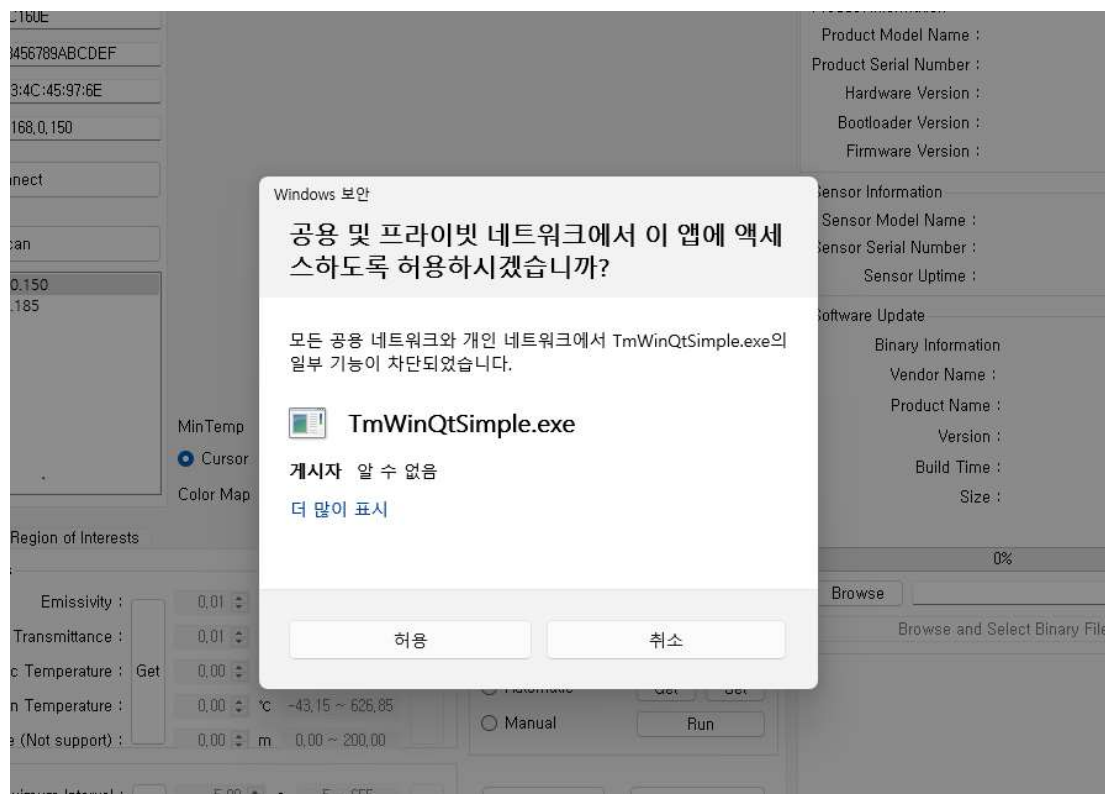 C160E
3456789ABCDEF
3:4C:45:97:6E
168,0,150
nnect
can
0.150
.185
MinTemp
Cursor
Color Map
Region of Interests
Emissivity : 0,01
Transmittance : 0,01
c Temperature : Get 0,00
n Temperature : 0,00 ℃ -43,15 ~ 626,85
e (Not support) : 0,00 m 0,00 ~ 200,00
Windows 보안
공용 및 프라이빗 네트워크에서 이 앱에 액세
스하도록 허용하시겠습니까?
모든 공용 네트워크와 개인 네트워크에서 TmWinQtSimple.exe의
일부 기능이 차단되었습니다.
TmWinQtSimple.exe
게시자 알 수 없음
더 많이 표시
허용 취소
Manual Run
Product Model Name :
Product Serial Number :
Hardware Version :
Bootloader Version :
Firmware Version :
Sensor Information
Sensor Model Name :
Sensor Serial Number :
Sensor Uptime :
Software Update
Binary Information
Vendor Name :
Product Name :
Version :
Build Time :
Size :
0%
Browse
Browse and Select Binary File